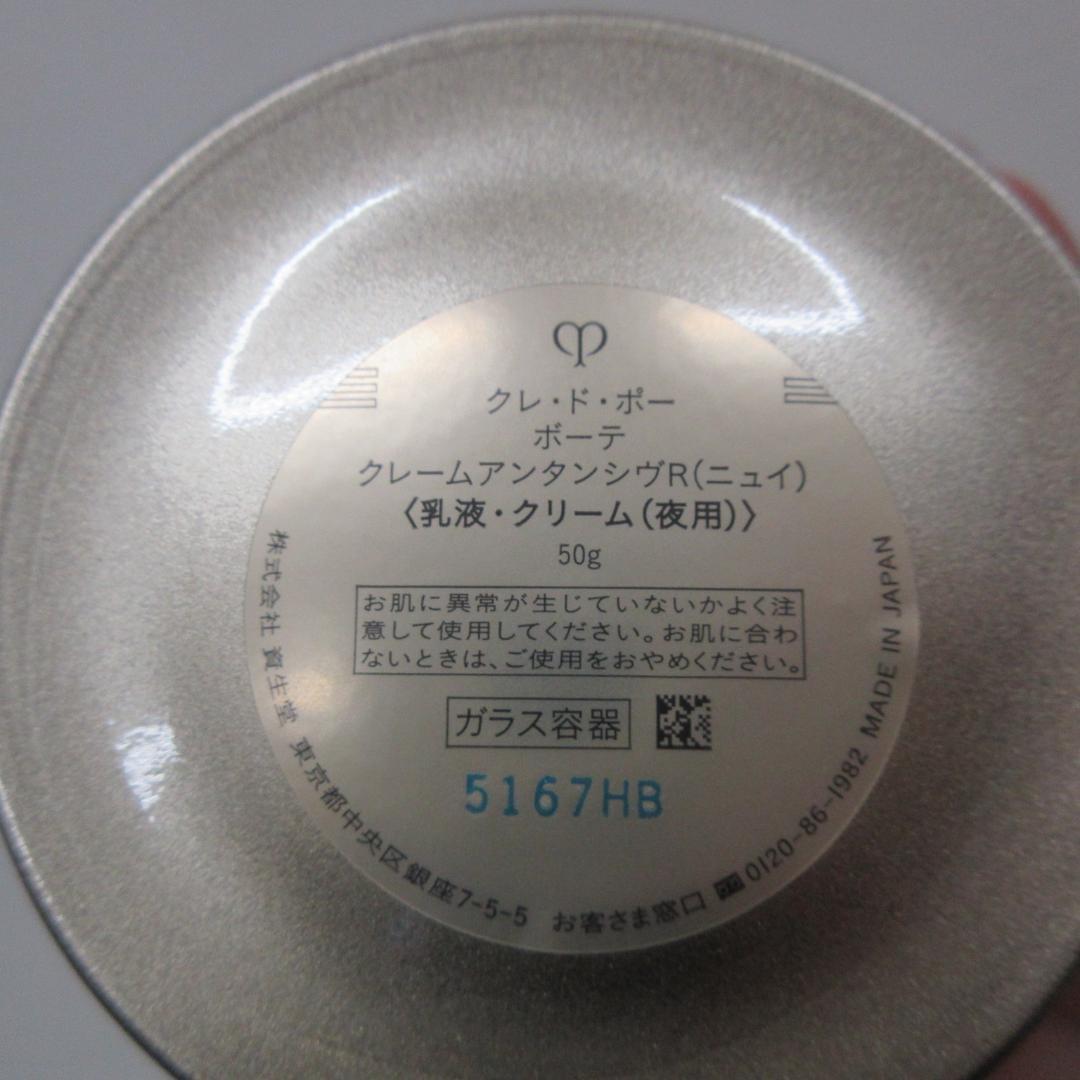 クレ・ド・ポー
ボーテ
クレームアンタンシヴR(ニュイ)
〈乳液・クリーム(夜用)〉
50g
お肌に異常が生じていないかよく注
意して使用してください。お肌に合わ
ないときは、ご使用をおやめください。
ガラス容器
5167HB
株式会社 資生堂 東京都中央区銀座7-5-5 お客さま窓口 0120-86-1982 MADE IN JAPAN